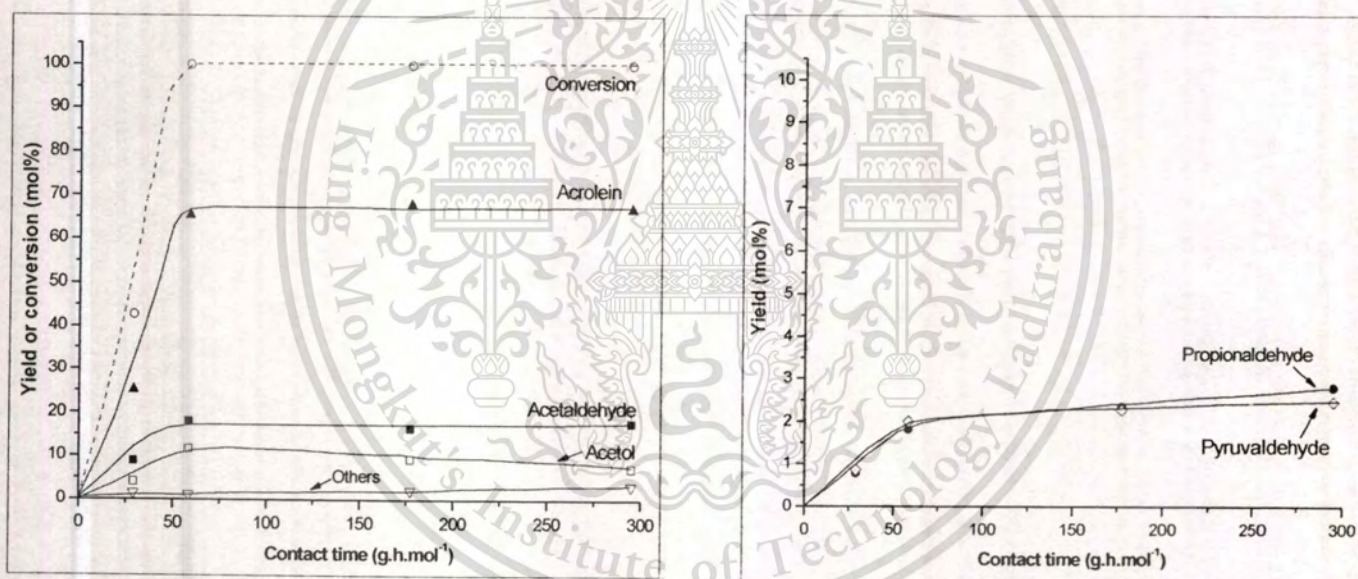 Yield or conversion (mol%)
100
90
80
70
60
50
40
30
20
10
0
Conversion
Acrolein
Acetaldehyde
Acetol
Others
0 50 100 150 200 250 300
Contact time (g.h.mol⁻¹)
Yield (mol%)
10
9
8
7
6
5
4
3
2
1
0
Propionaldehyde
Pyruvaldehyde
0 50 100 150 200 250 300
Contact time (g.h.mol⁻¹)
King Mongkut's Institute of Technology Ladkrabang